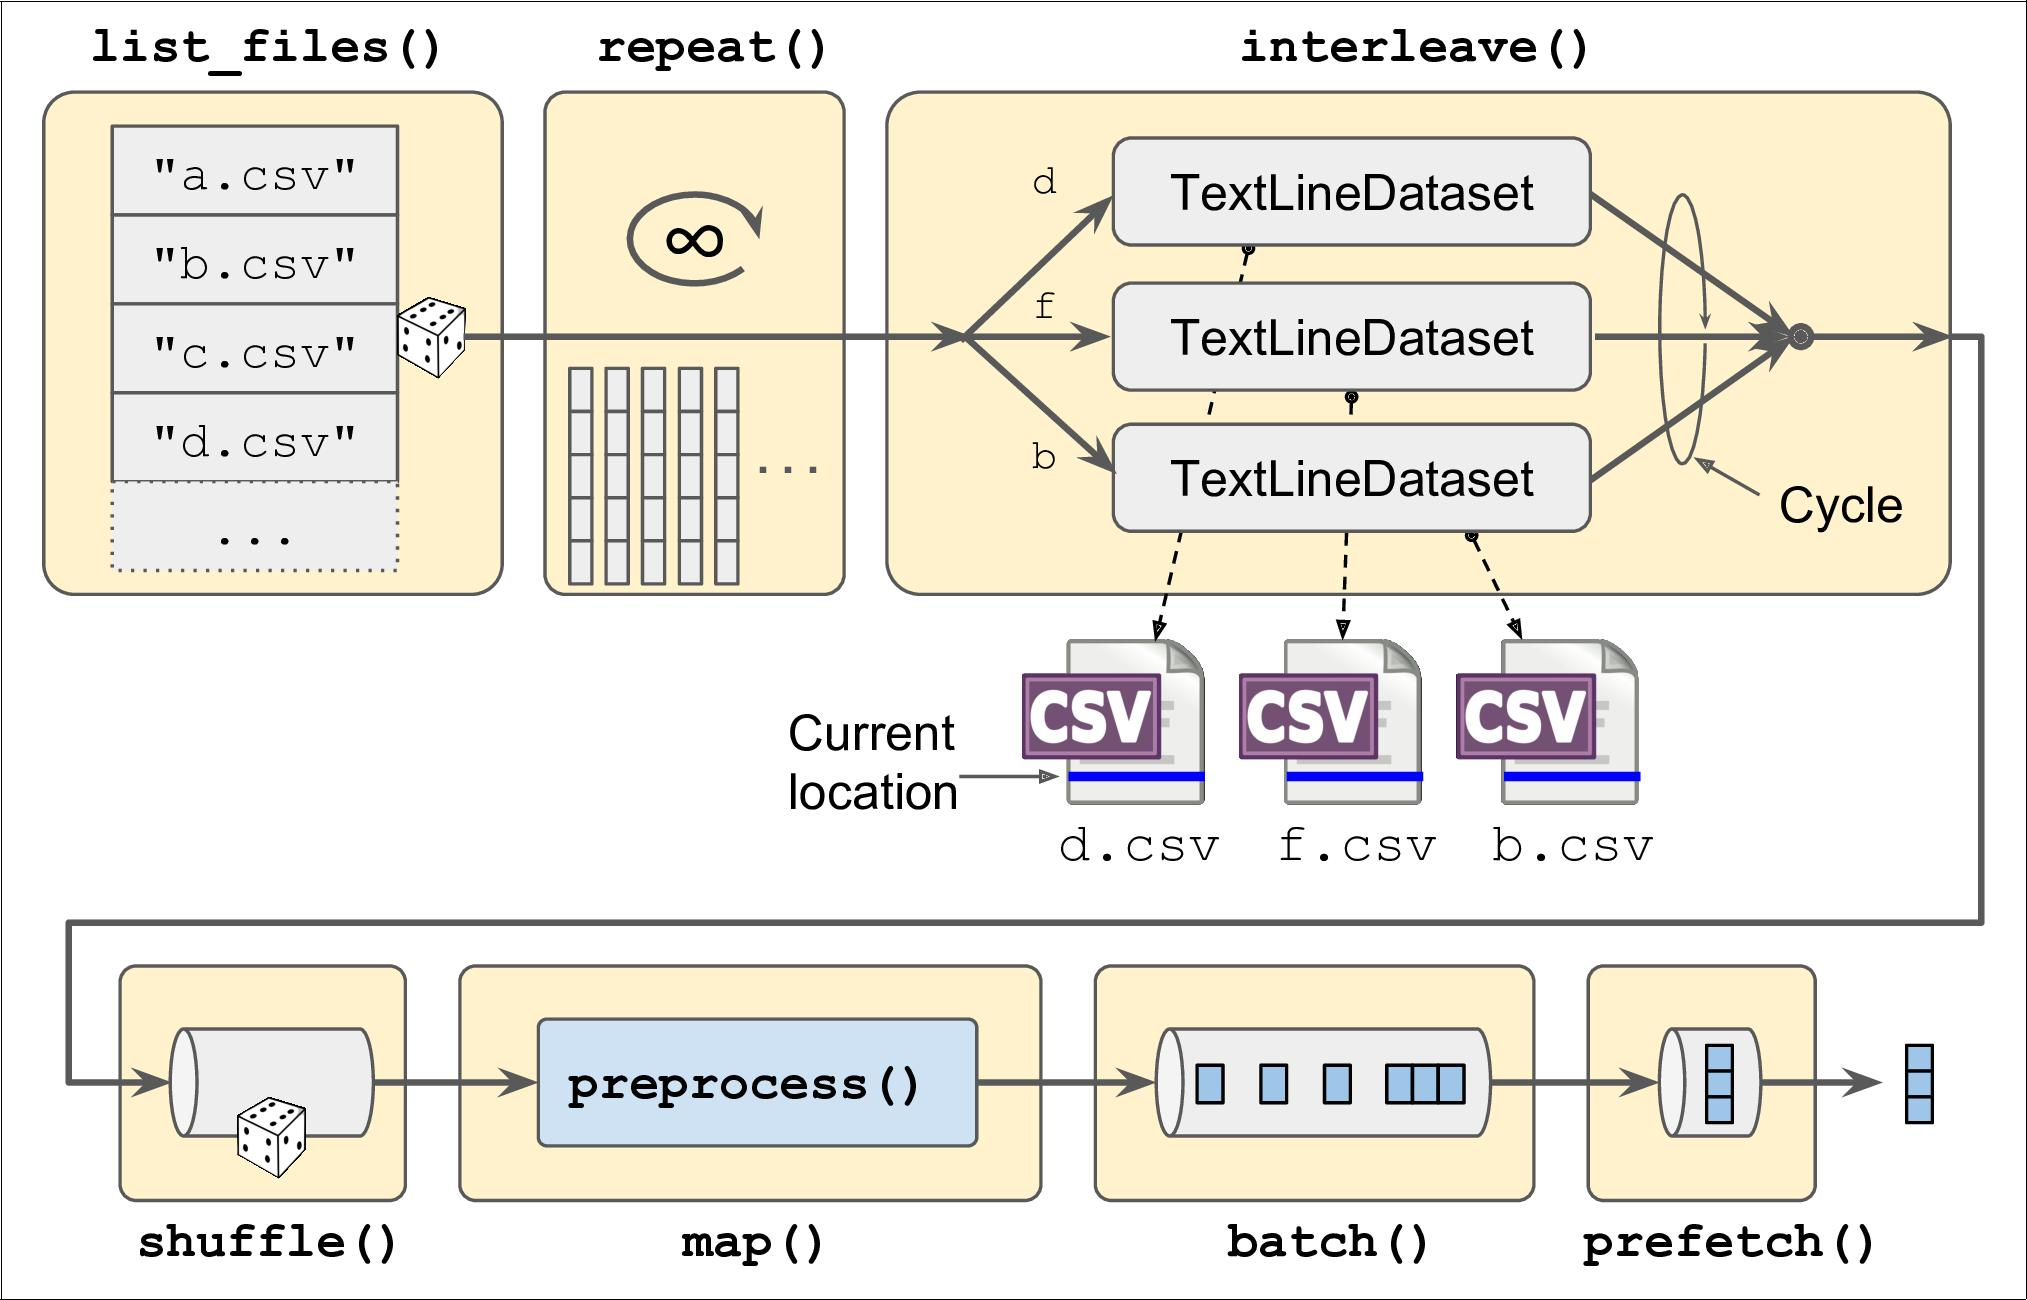 list_files()
repeat()
interleave()
"a.csv"
"b.csv"
"c.csv"
"d.csv"
...
∞
...
d
f
b
TextLineDataset
TextLineDataset
TextLineDataset
Cycle
CSV
CSV
CSV
Current
location
d.csv
f.csv
b.csv
preprocess()
shuffle()
map()
batch()
prefetch()